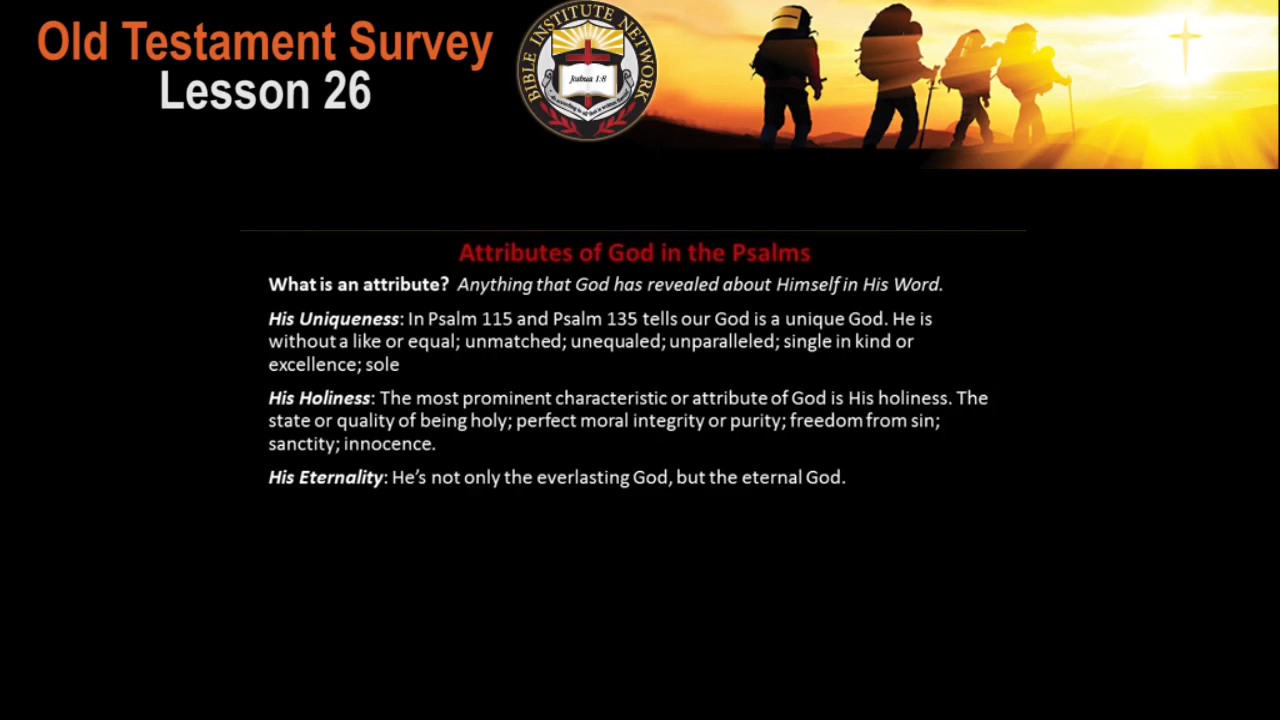 Old Testament Survey
Lesson 26
BIBLE INSTITUTE NETWORK
Joshua 1:8
Attributes of God in the Psalms
What is an attribute? Anything that God has revealed about Himself in His Word.
His Uniqueness: In Psalm 115 and Psalm 135 tells our God is a unique God. He is
without a like or equal; unmatched; unequaled; unparalleled; single in kind or
excellence; sole
His Holiness: The most prominent characteristic or attribute of God is His holiness. The
state or quality of being holy; perfect moral integrity or purity; freedom from sin;
sanctity; innocence.
His Eternality: He's not only the everlasting God, but the eternal God.